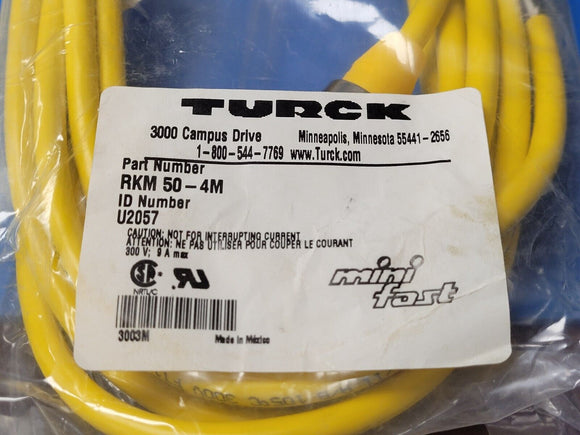 TURCK
3000 Campus Drive Minneapolis, Minnesota 55441-2656
1-800-544-7769 www.Turck.com
Part Number
RKM 50-4M
ID Number
U2057
CAUTION: NOT FOR INTERRUPTING CURRENT
ATTENTION: NE PAS UTILISER POUR COUPER LE COURANT
300 V; 9 A max
NRTL/C
mini
fast
3003M Made in México